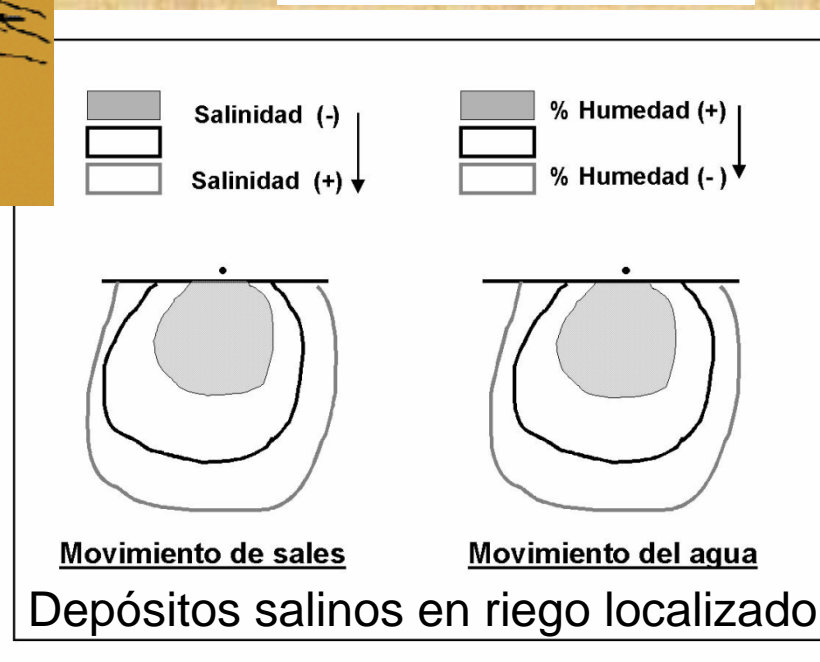 Salinidad (-)
Salinidad (+)
% Humedad (+)
% Humedad (-)
Movimiento de sales
Movimiento del agua
Depósitos salinos en riego localizado